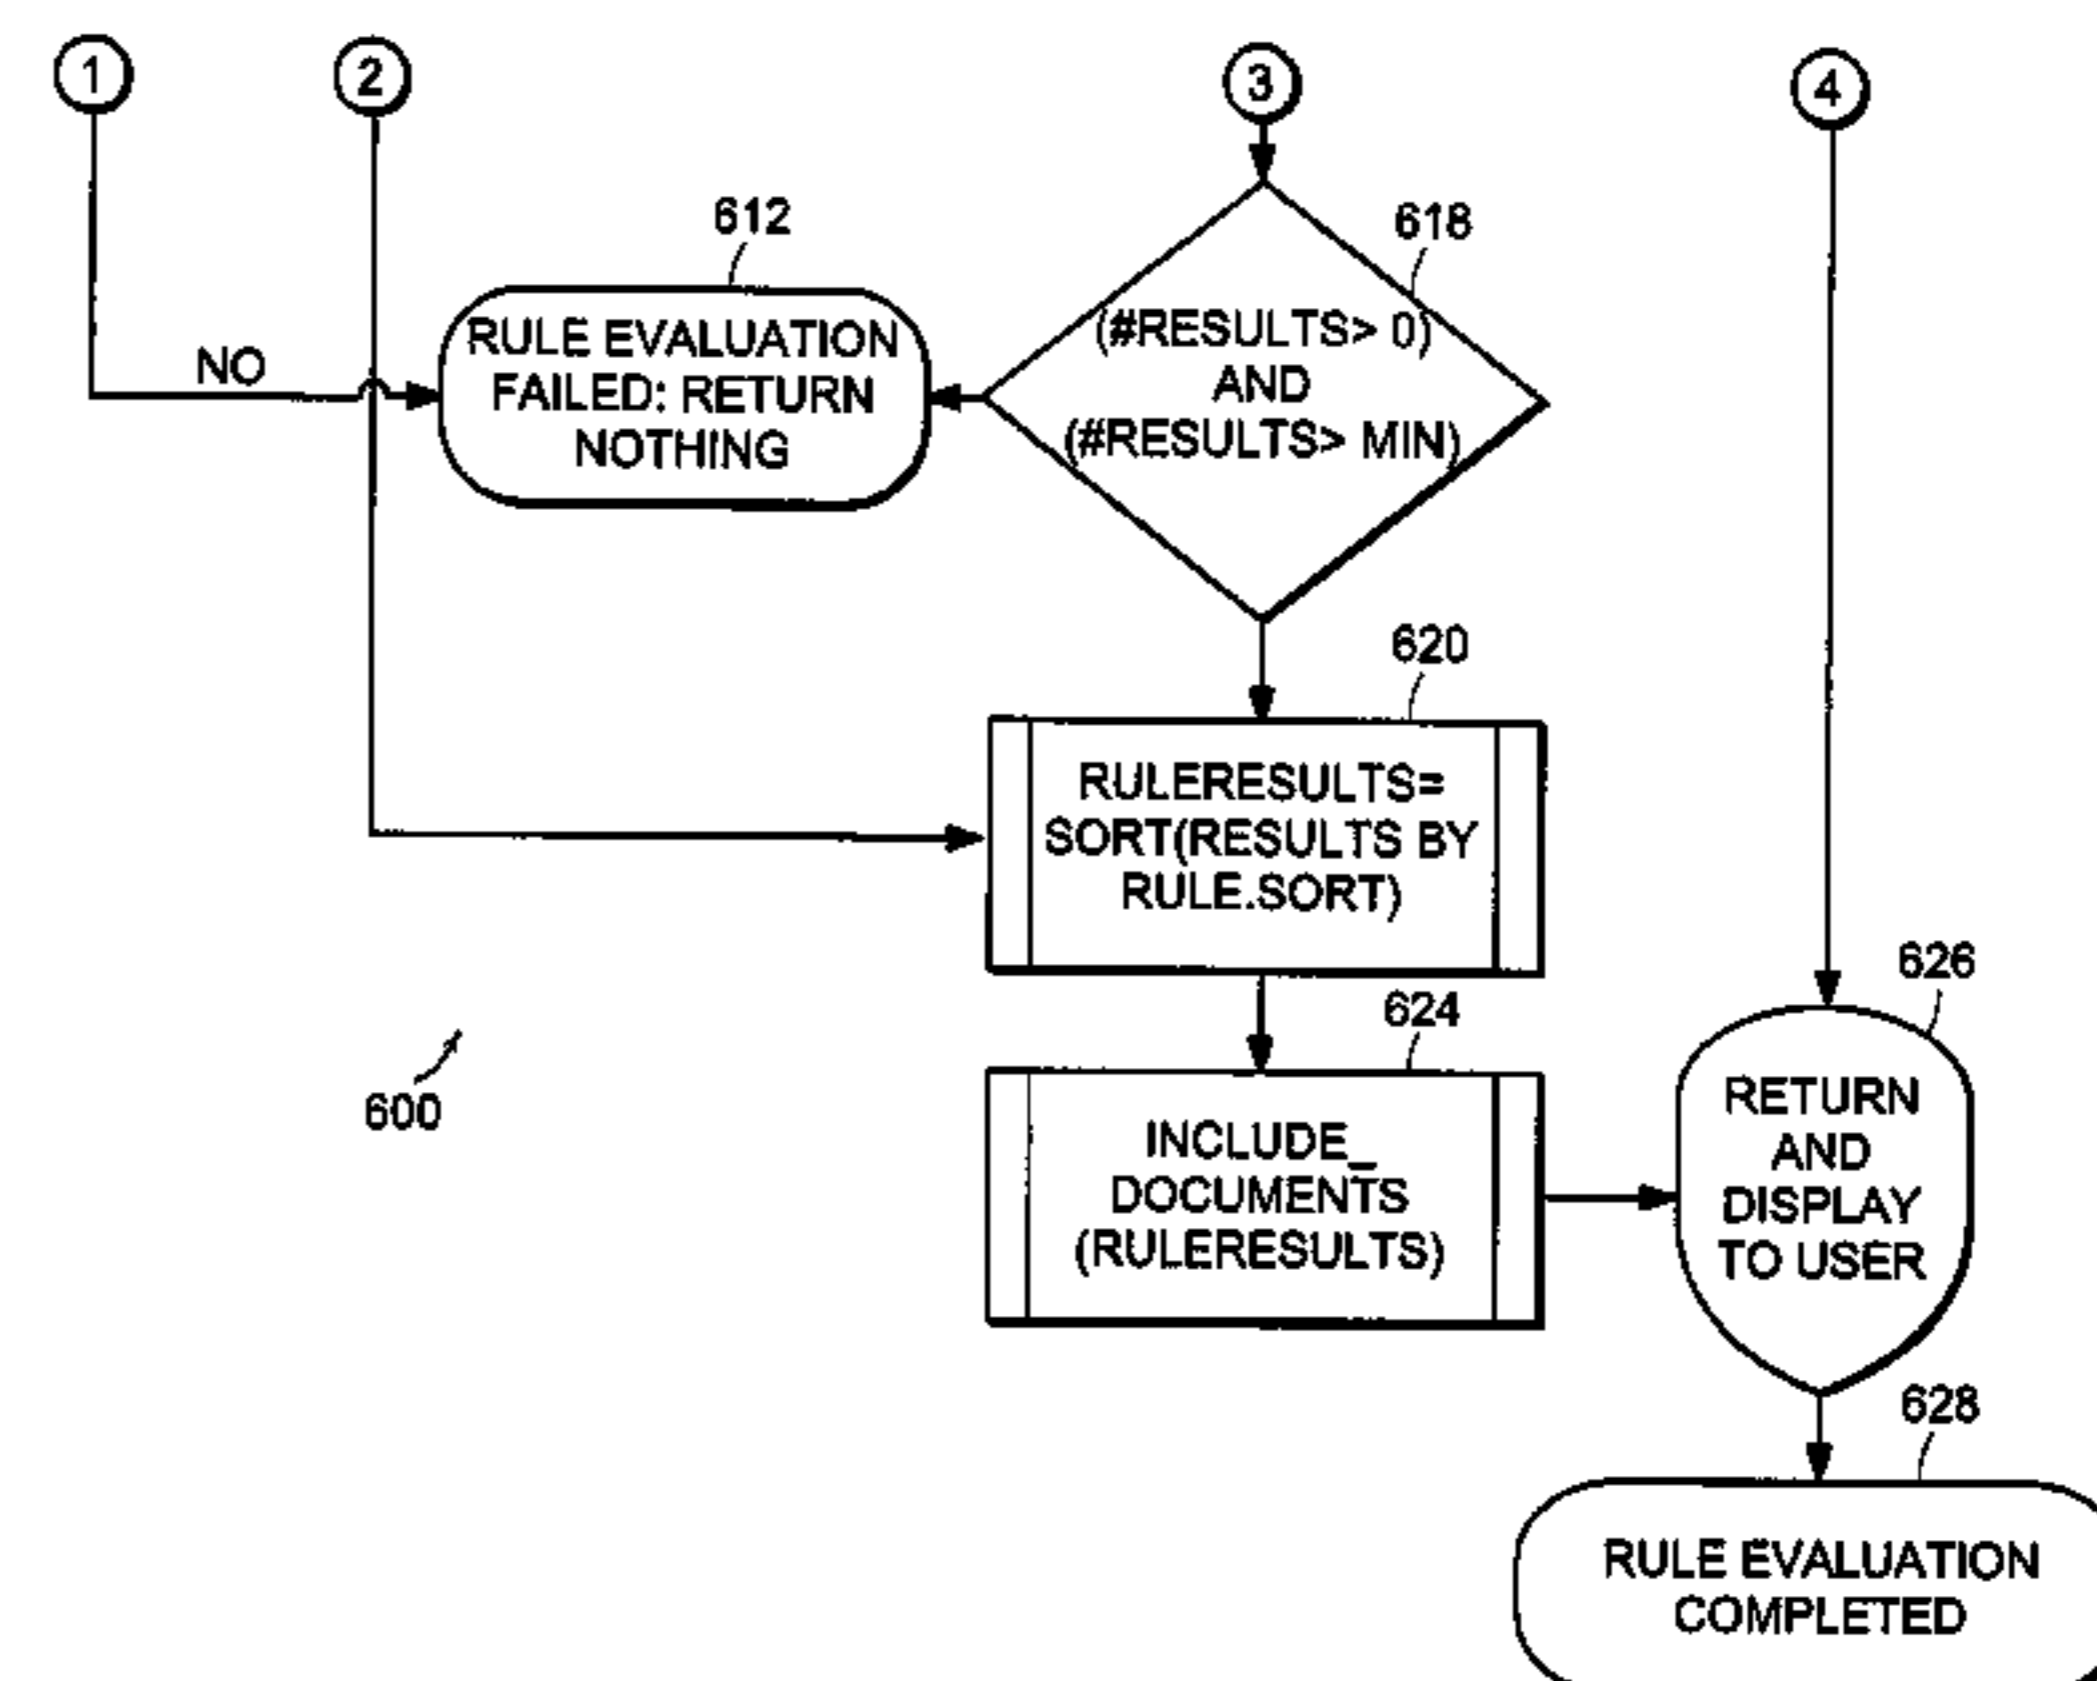 1
2
3
4
612
618
NO
RULE EVALUATION
FAILED: RETURN
NOTHING
(#RESULTS> 0)
AND
(#RESULTS> MIN)
620
RULERESULTS=
SORT(RESULTS BY
RULE.SORT)
624
626
600
INCLUDE_
DOCUMENTS
(RULERESULTS)
RETURN
AND
DISPLAY
TO USER
628
RULE EVALUATION
COMPLETED